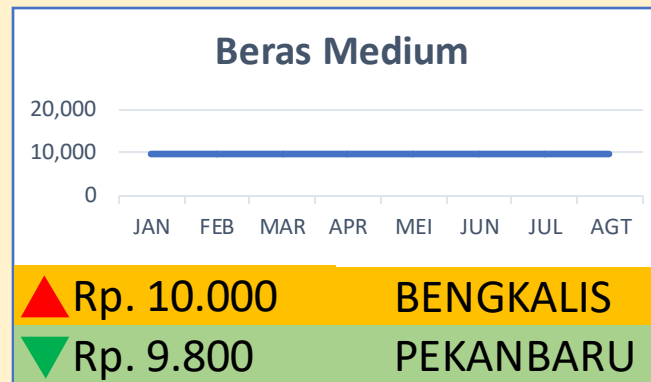 Beras Medium
20,000
10,000
0
JAN FEB MAR APR MEI JUN JUL AGT
Rp. 10.000 BENGKALIS
Rp. 9.800 PEKANBARU